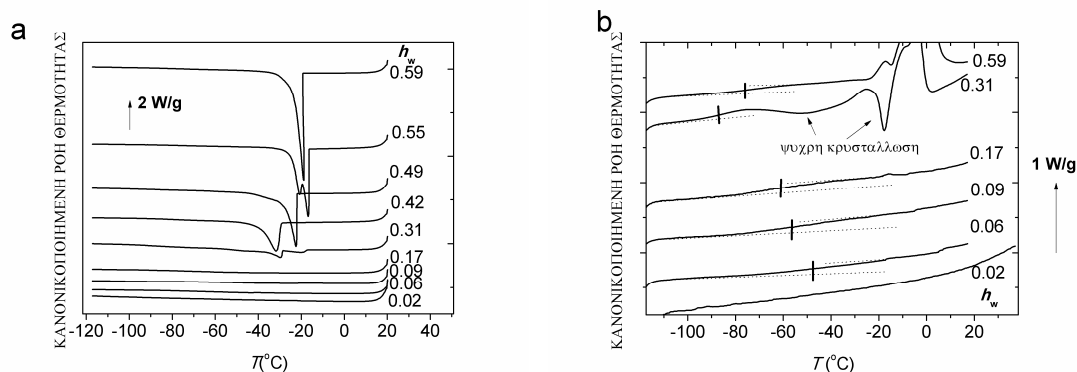 a
ΚΑΝΟΝΙΚΟΠΟΙΗΜΕΝΗ ΡΟΗ ΘΕΡΜΟΤΗΤΑΣ
2 W/g
hw
0.59
0.55
0.49
0.42
0.31
0.17
0.09
0.06
0.02
-120 -100 -80 -60 -40 -20 0 20 40
T(°C)
b
ΚΑΝΟΝΙΚΟΠΟΙΗΜΕΝΗ ΡΟΗ ΘΕΡΜΟΤΗΤΑΣ
0.59
0.31
ψυχρη κρυσταλλωση
0.17
1 W/g
0.09
0.06
0.02
hw
-100 -80 -60 -40 -20 0 20
T (°C)